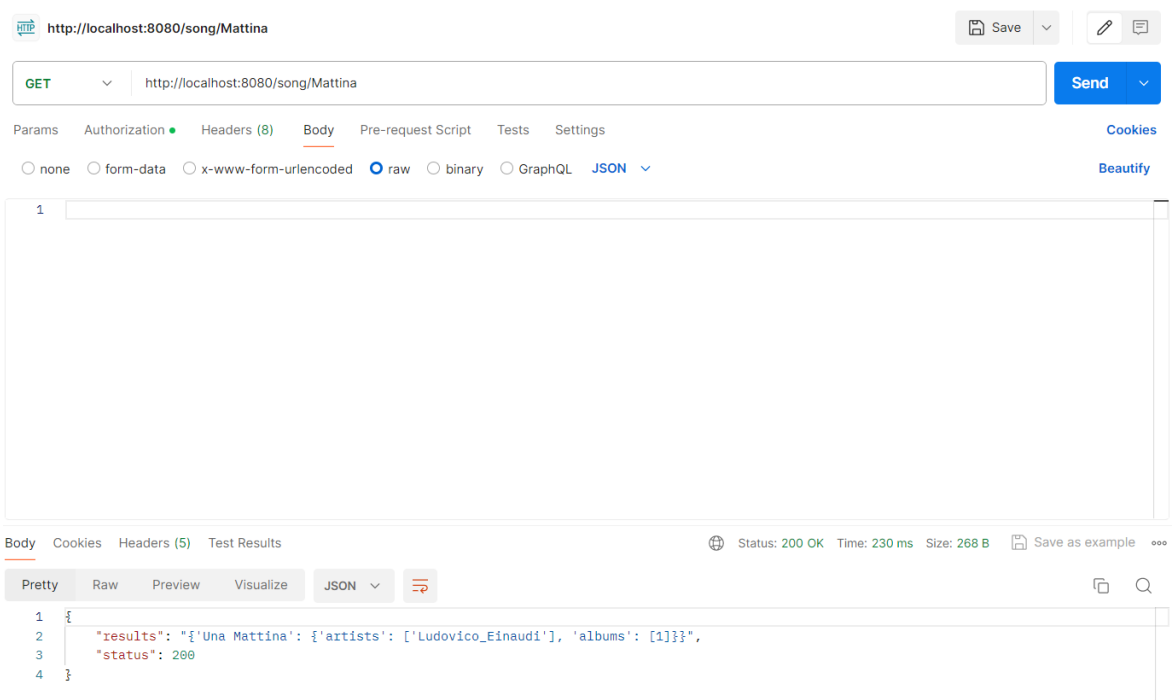 HTTP http://localhost:8080/song/Mattina Save
GET http://localhost:8080/song/Mattina Send
Params Authorization Headers (8) Body Pre-request Script Tests Settings Cookies
none form-data x-www-form-urlencoded raw binary GraphQL JSON Beautify
1
Body Cookies Headers (5) Test Results Status: 200 OK Time: 230 ms Size: 268 B Save as example
Pretty Raw Preview Visualize JSON
1 {
2 "results": "{'Una Mattina': {'artists': ['Ludovico_Einaudi'], 'albums': [1]}}",
3 "status": 200
4 }